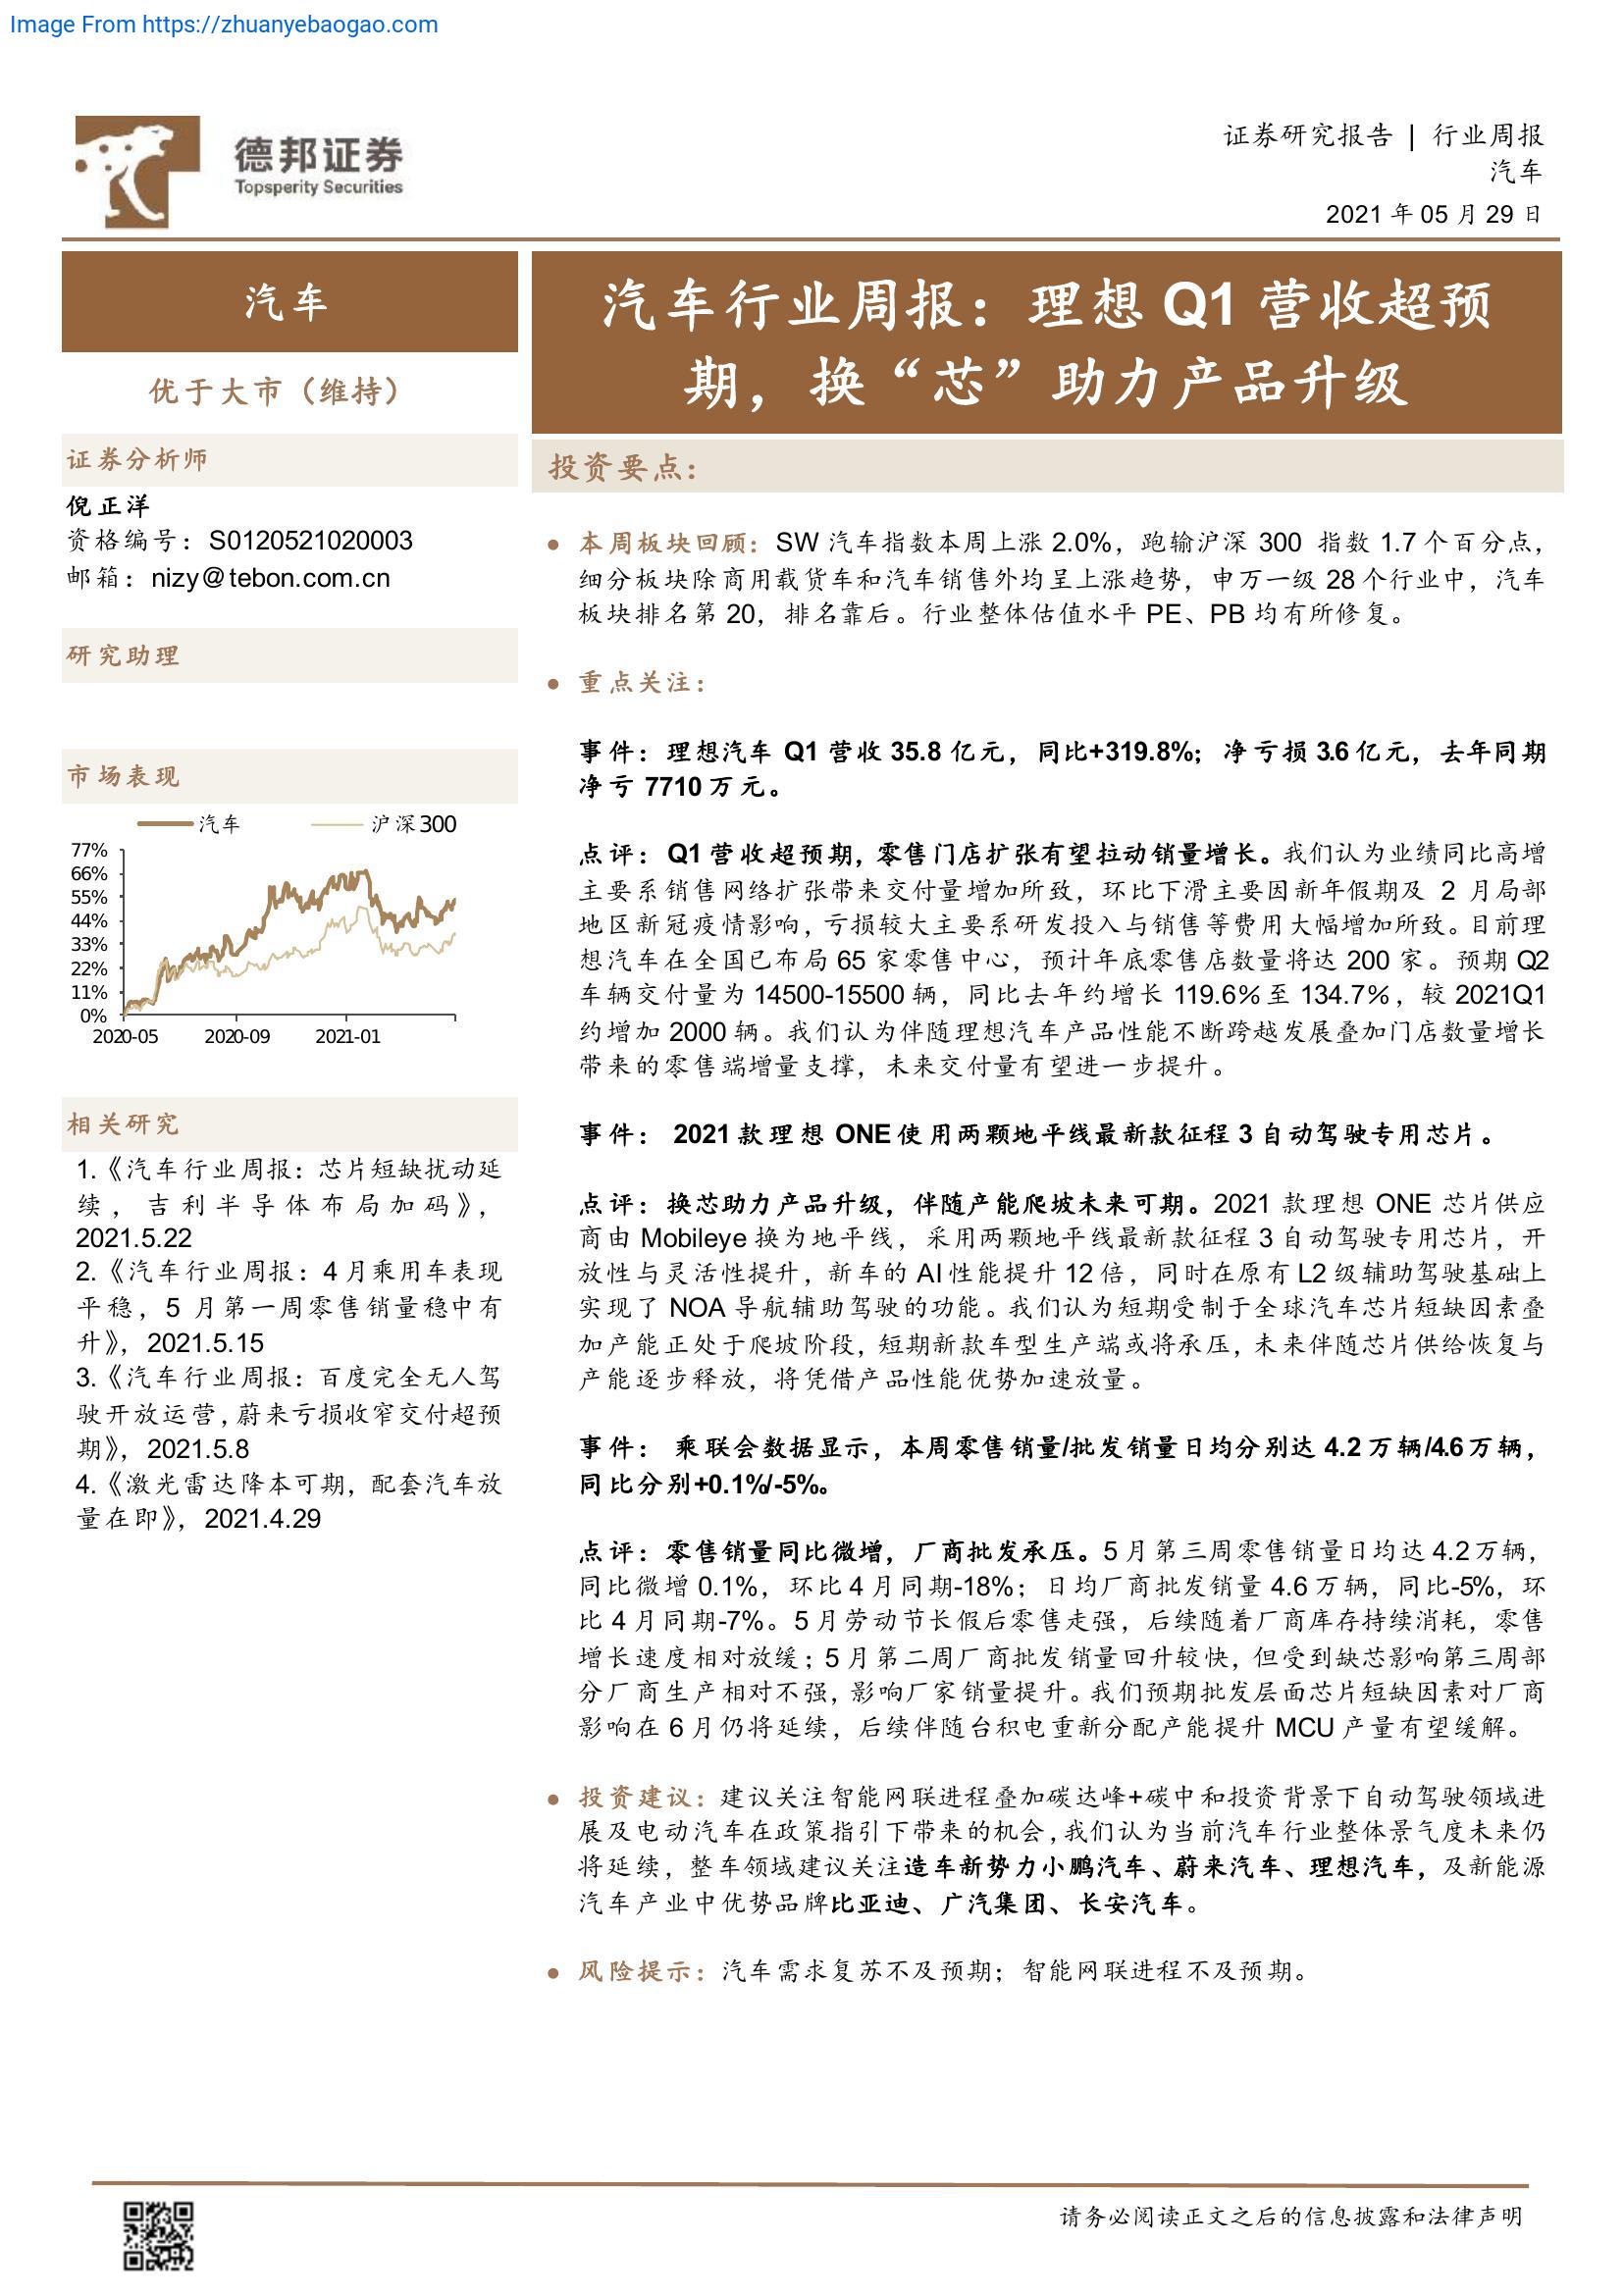 Image From https://zhuanyebaogao.com
德邦证券
Topsperity Securities
证券研究报告 | 行业周报
汽车
2021 年 05 月 29 日
汽车
优于大市（维持）
证券分析师
倪正洋
资格编号：S0120521020003
邮箱：nizy@tebon.com.cn
研究助理
市场表现
汽车 沪深300
77%
66%
55%
44%
33%
22%
11%
0%
2020-05 2020-09 2021-01
相关研究
1.《汽车行业周报：芯片短缺扰动延
续，吉利半导体布局加码》，
2021.5.22
2.《汽车行业周报：4 月乘用车表现
平稳，5 月第一周零售销量稳中有
升》，2021.5.15
3.《汽车行业周报：百度完全无人驾
驶开放运营，蔚来亏损收窄交付超预
期》，2021.5.8
4.《激光雷达降本可期，配套汽车放
量在即》，2021.4.29
汽车行业周报：理想 Q1 营收超预
期，换“芯”助力产品升级
投资要点：
● 本周板块回顾：SW 汽车指数本周上涨 2.0%，跑输沪深 300 指数 1.7 个百分点，
细分板块除商用载货车和汽车销售外均呈上涨趋势，申万一级 28 个行业中，汽车
板块排名第 20，排名靠后。行业整体估值水平 PE、PB 均有所修复。
● 重点关注：
事件：理想汽车 Q1 营收 35.8 亿元，同比+319.8%；净亏损 3.6 亿元，去年同期
净亏 7710 万元。
点评：Q1 营收超预期，零售门店扩张有望拉动销量增长。我们认为业绩同比高增
主要系销售网络扩张带来交付量增加所致，环比下滑主要因新年假期及 2 月局部
地区新冠疫情影响，亏损较大主要系研发投入与销售等费用大幅增加所致。目前理
想汽车在全国已布局 65 家零售中心，预计年底零售店数量将达 200 家。预期 Q2
车辆交付量为 14500-15500 辆，同比去年约增长 119.6%至 134.7%，较 2021Q1
约增加 2000 辆。我们认为伴随理想汽车产品性能不断跨越发展叠加门店数量增长
带来的零售端增量支撑，未来交付量有望进一步提升。
事件： 2021 款理想 ONE 使用两颗地平线最新款征程 3 自动驾驶专用芯片。
点评：换芯助力产品升级，伴随产能爬坡未来可期。2021 款理想 ONE 芯片供应
商由 Mobileye 换为地平线，采用两颗地平线最新款征程 3 自动驾驶专用芯片，开
放性与灵活性提升，新车的 AI 性能提升 12 倍，同时在原有 L2 级辅助驾驶基础上
实现了 NOA 导航辅助驾驶的功能。我们认为短期受制于全球汽车芯片短缺因素叠
加产能正处于爬坡阶段，短期新款车型生产端或将承压，未来伴随芯片供给恢复与
产能逐步释放，将凭借产品性能优势加速放量。
事件： 乘联会数据显示，本周零售销量/批发销量日均分别达 4.2 万辆/4.6 万辆，
同比分别+0.1%/-5%。
点评：零售销量同比微增，厂商批发承压。5 月第三周零售销量日均达 4.2 万辆，
同比微增 0.1%，环比 4 月同期-18%；日均厂商批发销量 4.6 万辆，同比-5%，环
比 4 月同期-7%。5 月劳动节长假后零售走强，后续随着厂商库存持续消耗，零售
增长速度相对放缓；5 月第二周厂商批发销量回升较快，但受到缺芯影响第三周部
分厂商生产相对不强，影响厂家销量提升。我们预期批发层面芯片短缺因素对厂商
影响在 6 月仍将延续，后续伴随台积电重新分配产能提升 MCU 产量有望缓解。
● 投资建议：建议关注智能网联进程叠加碳达峰+碳中和投资背景下自动驾驶领域进
展及电动汽车在政策指引下带来的机会，我们认为当前汽车行业整体景气度未来仍
将延续，整车领域建议关注造车新势力小鹏汽车、蔚来汽车、理想汽车，及新能源
汽车产业中优势品牌比亚迪、广汽集团、长安汽车。
● 风险提示：汽车需求复苏不及预期；智能网联进程不及预期。
请务必阅读正文之后的信息披露和法律声明